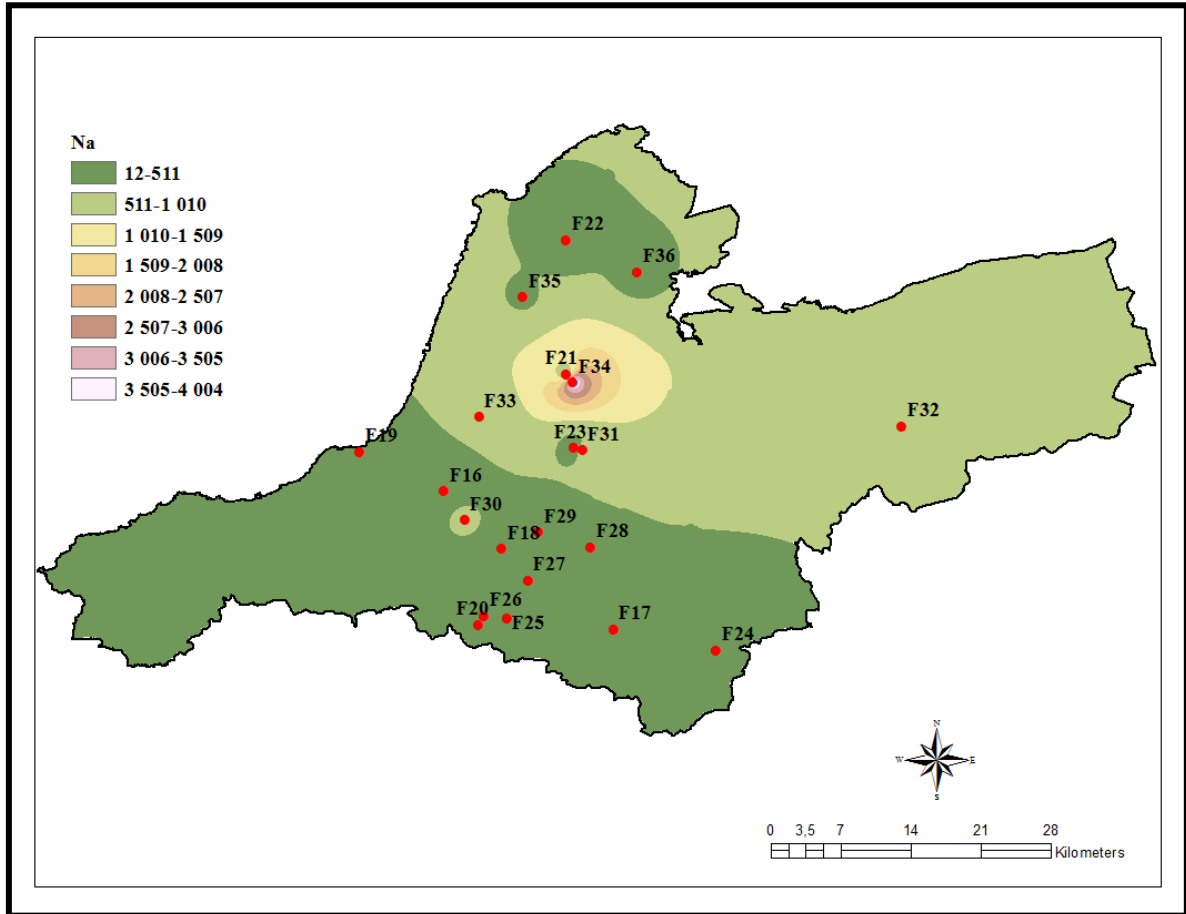 Na
12-511
511-1 010
1 010-1 509
1 509-2 008
2 008-2 507
2 507-3 006
3 006-3 505
3 505-4 004
F22
F36
F35
F21
F34
F33
F32
F23 F31
F19
F16
F30
F29
F18
F28
F27
F26
F20
F25
F17
F24
N
W E
S
0 3,5 7 14 21 28
Kilometers